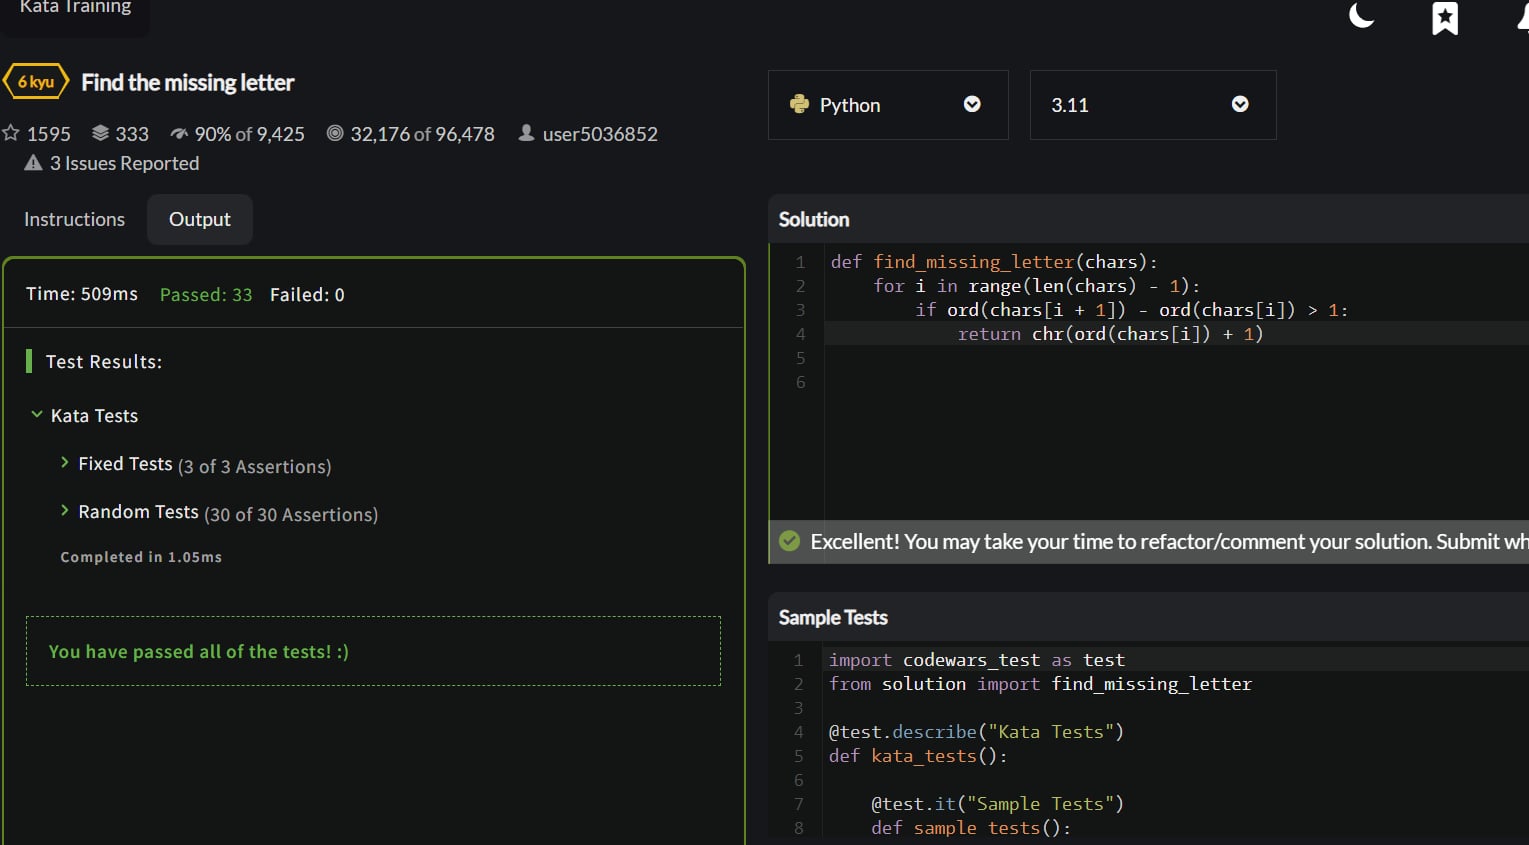 Kata Training
6 kyu Find the missing letter
1595 333 90% of 9,425 32,176 of 96,478 user5036852
3 Issues Reported
Python
3.11
Instructions
Output
Time: 509ms Passed: 33 Failed: 0
Test Results:
Kata Tests
Fixed Tests (3 of 3 Assertions)
Random Tests (30 of 30 Assertions)
Completed in 1.05ms
You have passed all of the tests! :)
Solution
1 def find_missing_letter(chars):
2     for i in range(len(chars) - 1):
3         if ord(chars[i + 1]) - ord(chars[i]) > 1:
4             return chr(ord(chars[i]) + 1)
5
6
Excellent! You may take your time to refactor/comment your solution. Submit wh
Sample Tests
1 import codewars_test as test
2 from solution import find_missing_letter
3
4 @test.describe("Kata Tests")
5 def kata_tests():
6
7     @test.it("Sample Tests")
8     def sample_tests():